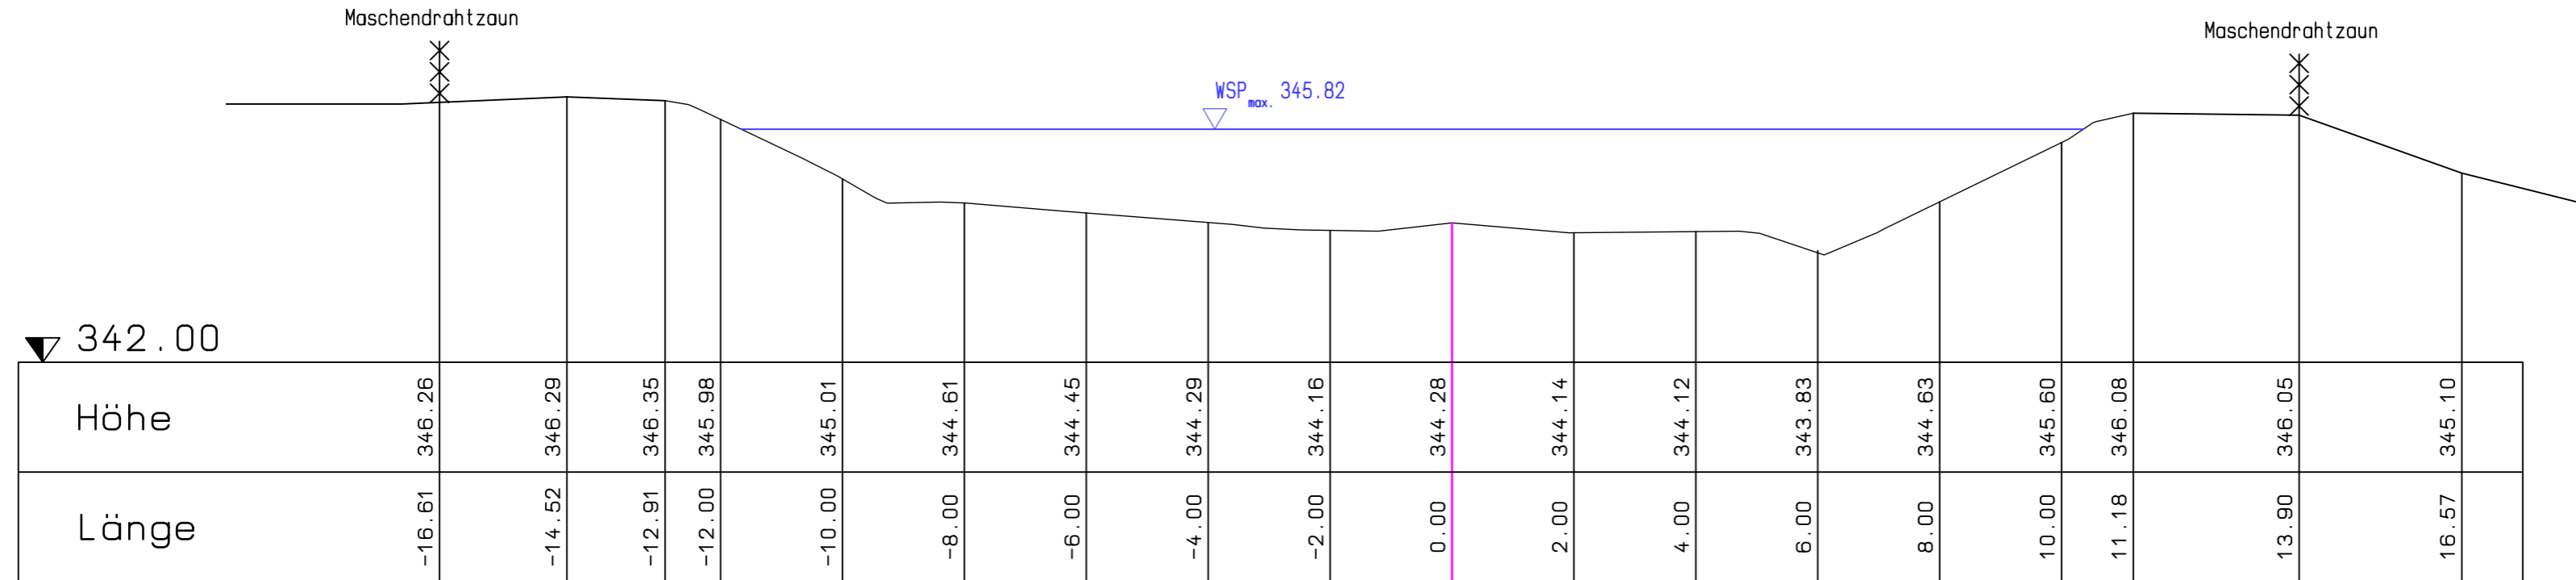 Maschendrahtzaun
Maschendrahtzaun
WSPmax. 345.82
342.00
Höhe
346.26 346.29 346.35 345.98 345.01 344.61 344.45 344.29 344.16 344.28 344.14 344.12 343.83 344.63 345.60 346.08 346.05 345.10
Länge
-16.61 -14.52 -12.91 -12.00 -10.00 -8.00 -6.00 -4.00 -2.00 0.00 2.00 4.00 6.00 8.00 10.00 11.18 13.90 16.57